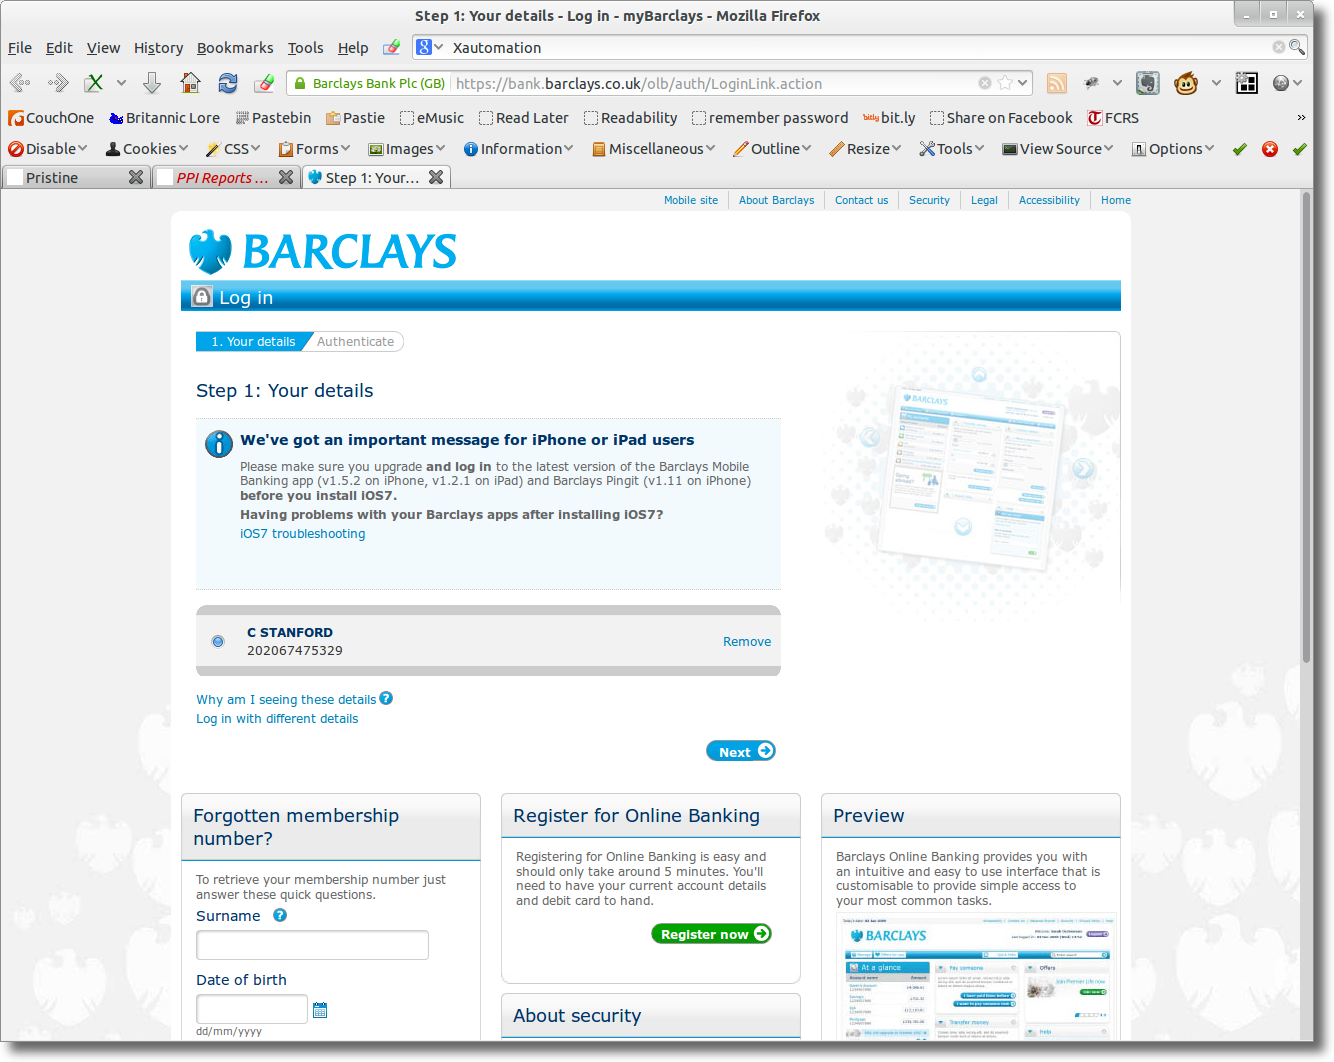 Step 1: Your details - Log in - myBarclays - Mozilla Firefox
File Edit View History Bookmarks Tools Help
Xautomation
Barclays Bank Plc (GB) https://bank.barclays.co.uk/olb/auth/LoginLink.action
CouchOne Britannic Lore Pastebin Pastie eMusic Read Later Readability remember password bitly bit.ly Share on Facebook FCRS »
Disable Cookies CSS Forms Images Information Miscellaneous Outline Resize Tools View Source Options
Pristine PPI Reports ... Step 1: Your...
Mobile site About Barclays Contact us Security Legal Accessibility Home
BARCLAYS
Log in
1. Your details Authenticate
Step 1: Your details
We've got an important message for iPhone or iPad users
Please make sure you upgrade and log in to the latest version of the Barclays Mobile
Banking app (v1.5.2 on iPhone, v1.2.1 on iPad) and Barclays Pingit (v1.11 on iPhone)
before you install iOS7.
Having problems with your Barclays apps after installing iOS7?
iOS7 troubleshooting
BARCLAYS
C STANFORD
202067475329
Remove
Why am I seeing these details ?
Log in with different details
Next
Forgotten membership
number?
To retrieve your membership number just
answer these quick questions.
Surname ?
Date of birth
dd/mm/yyyy
Register for Online Banking
Registering for Online Banking is easy and
should only take around 5 minutes. You'll
need to have your current account details
and debit card to hand.
Register now
About security
Preview
Barclays Online Banking provides you with
an intuitive and easy to use interface that is
customisable to provide simple access to
your most common tasks.
BARCLAYS
At a glance
Pay someone
Offers
Transfer money
Help